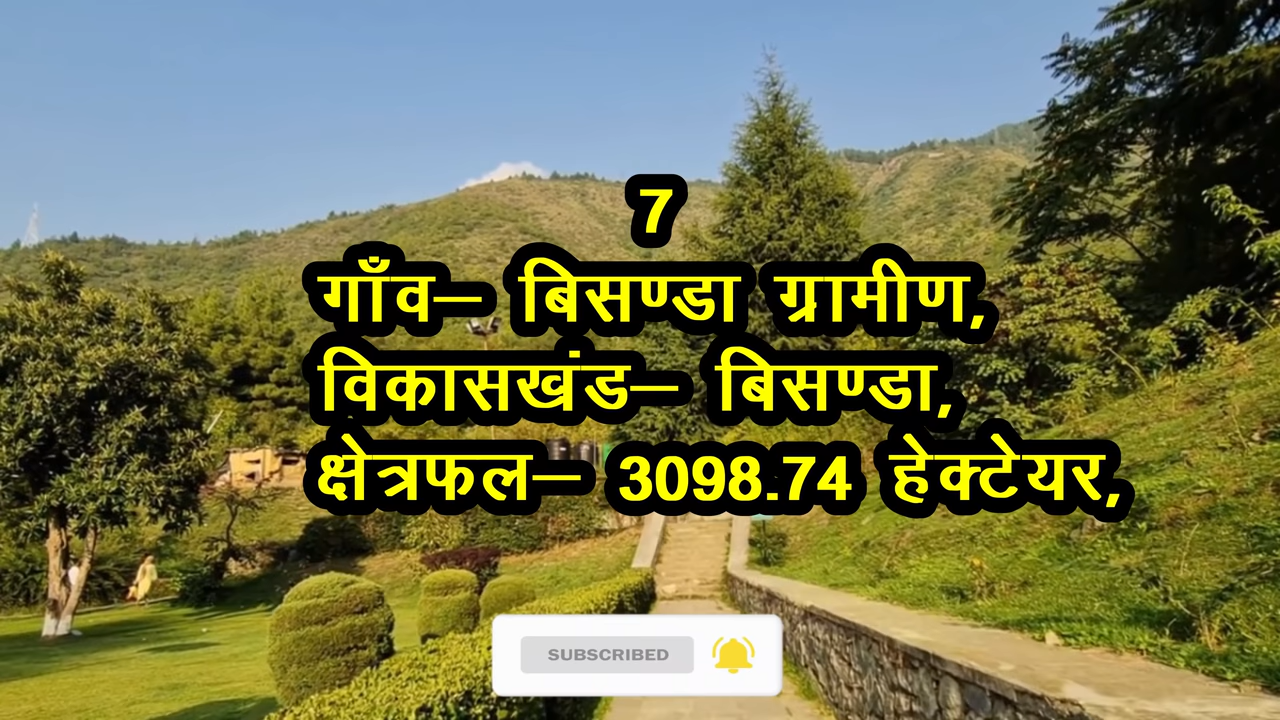 7
गाँव– बिसण्डा ग्रामीण,
विकासखंड– बिसण्डा,
क्षेत्रफल– 3098.74 हेक्टेयर,
SUBSCRIBED